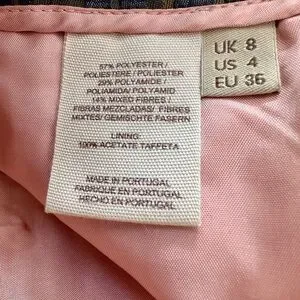 57% POLYESTER /
POLIESTERE / POLIESTER
29% POLYAMIDE /
POLIAMIDA/ POLYAMID
14% MIXED FIBRES /
FIBRAS MEZCLADAS/ FIBRES
MIXTES/ GEMISCHTE FASERN
LINING:
100% ACETATE TAFFETA
MADE IN PORTUGAL
FABRIQUE EN PORTUGAL
HECHO EN PORTUGAL
UK 8
US 4
EU 36